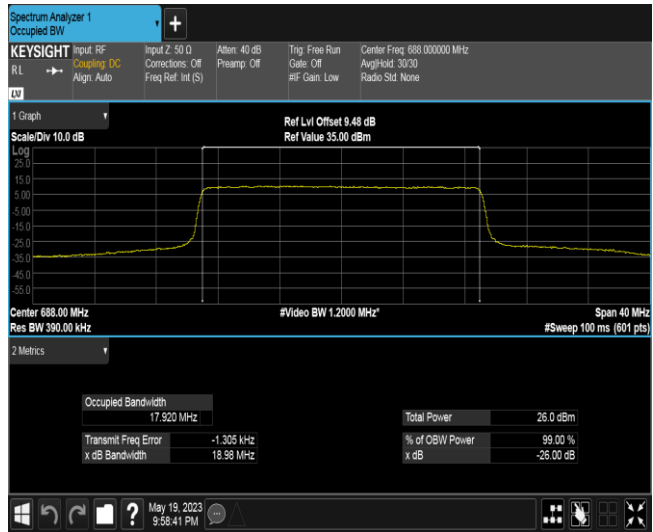 Spectrum Analyzer 1
Occupied BW
+
KEYSIGHT Input: RF Input Z: 50 Ω Atten: 40 dB Trig: Free Run Center Freq: 688.000000 MHz
RL Coupling: DC Corrections: Off Preamp: Off Gate: Off Avg|Hold: 30/30
Align: Auto Freq Ref: Int (S) #IF Gain: Low Radio Std: None
LXI
1 Graph Ref Lvl Offset 9.48 dB
Scale/Div 10.0 dB Ref Value 35.00 dBm
Log
25.0
15.0
5.00
-5.00
-15.0
-25.0
-35.0
-45.0
-55.0
Center 688.00 MHz #Video BW 1.2000 MHz* Span 40 MHz
Res BW 390.00 kHz #Sweep 100 ms (601 pts)
2 Metrics
Occupied Bandwidth
17.920 MHz Total Power 26.0 dBm
Transmit Freq Error -1.305 kHz % of OBW Power 99.00 %
x dB Bandwidth 18.98 MHz x dB -26.00 dB
? May 19, 2023
9:58:41 PM